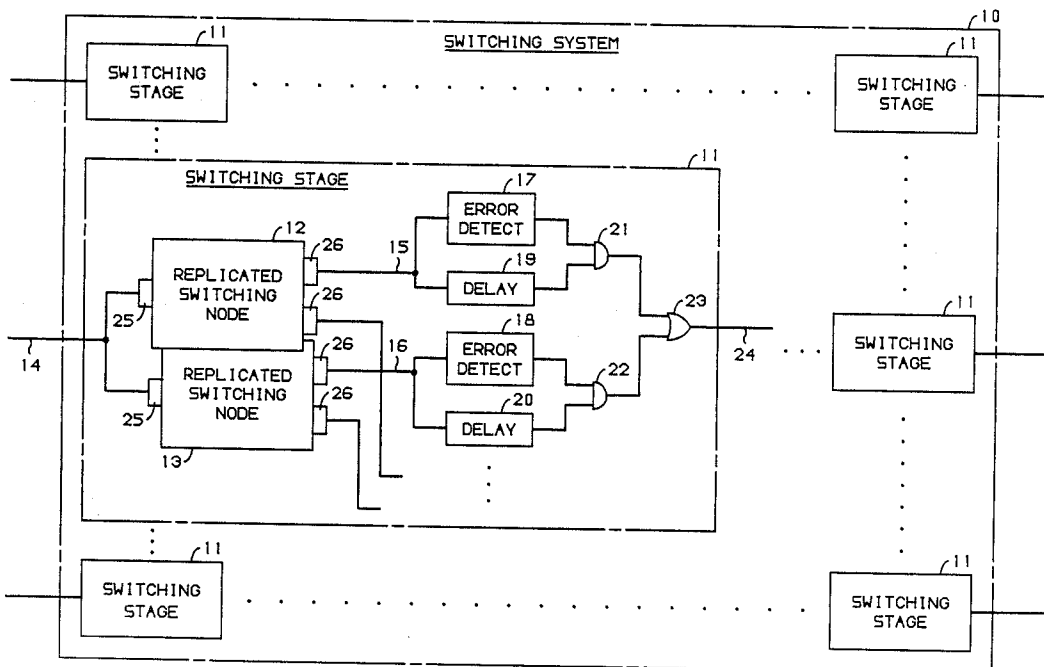 10
SWITCHING SYSTEM
11
SWITCHING
STAGE
11
SWITCHING
STAGE
11
SWITCHING STAGE
17
ERROR
DETECT
12
26
15
21
REPLICATED
SWITCHING
NODE
19
DELAY
25
26
18
23
14
26
16
ERROR
DETECT
24
11
SWITCHING
STAGE
REPLICATED
SWITCHING
NODE
22
26
20
25
DELAY
13
11
SWITCHING
STAGE
11
SWITCHING
STAGE